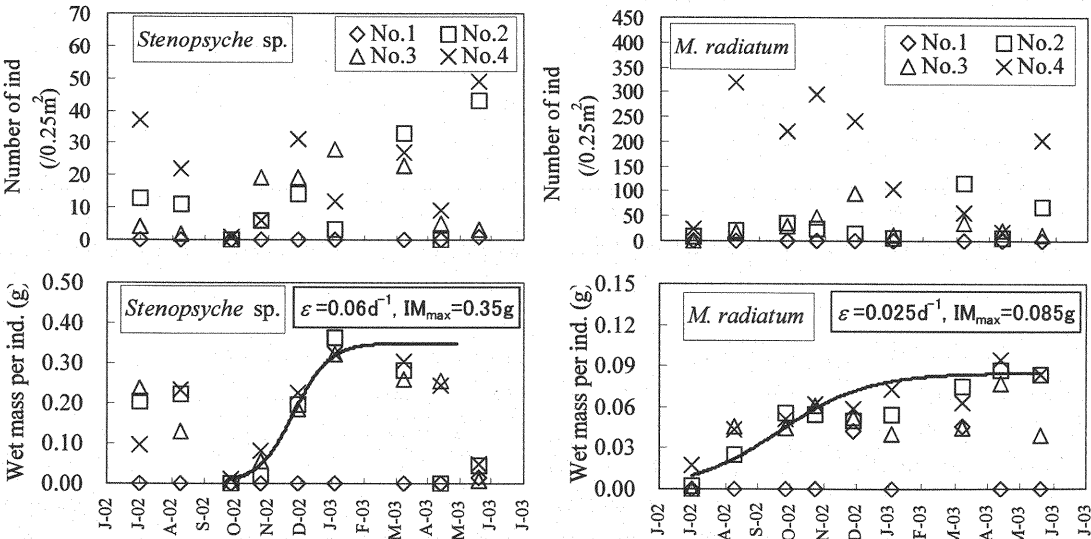 Stenopsyche sp.
◇ No.1 □ No.2
△ No.3 × No.4
Number of ind
(/0.25m²)
70
60
50
40
30
20
10
0
M. radiatum
◇ No.1 □ No.2
△ No.3 × No.4
Number of ind
(/0.25m²)
450
400
350
300
250
200
150
100
50
0
Stenopsyche sp.
ε=0.06d⁻¹, IMmax=0.35g
Wet mass per ind. (g)
0.50
0.40
0.30
0.20
0.10
0.00
J-02 J-02 A-02 S-02 O-02 N-02 D-02 J-03 F-03 M-03 A-03 M-03 J-03 J-03
M. radiatum
ε=0.025d⁻¹, IMmax=0.085g
Wet mass per ind. (g)
0.15
0.12
0.09
0.06
0.03
0.00
J-02 J-02 A-02 S-02 O-02 N-02 D-02 J-03 F-03 M-03 A-03 M-03 J-03 J-03